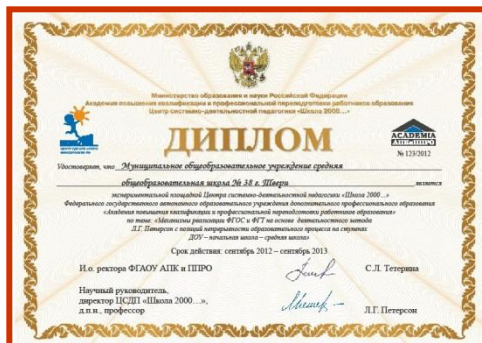 Министерство образования и науки Российской Федерации
Академия повышения квалификации и профессиональной переподготовки работников образования
Центр системно-деятельностной педагогики «Школа 2000...»
ДИПЛОМ
ACADEMIA
АПКиППРО
№ 123/2012
Удостоверяет, что Муниципальное общеобразовательное учреждение средняя
общеобразовательная школа № 38 г. Твери является
экспериментальной площадкой Центра системно-деятельностной педагогики «Школа 2000...»
Федерального государственного автономного образовательного учреждения дополнительного профессионального образования
«Академия повышения квалификации и профессиональной переподготовки работников образования)
по теме: «Механизмы реализации ФГОС и ФГТ на основе деятельностного метода
Л.Г. Петерсон с позиций непрерывности образовательного процесса на ступенях
ДОУ – начальная школа – средняя школа»
Срок действия: сентябрь 2012 – сентябрь 2013
И.о. ректора ФГАОУ АПК и ППРО С.Л. Тетерина
Научный руководитель,
директор ЦСДП «Школа 2000...»,
д.п.н., профессор Л.Г. Петерсон